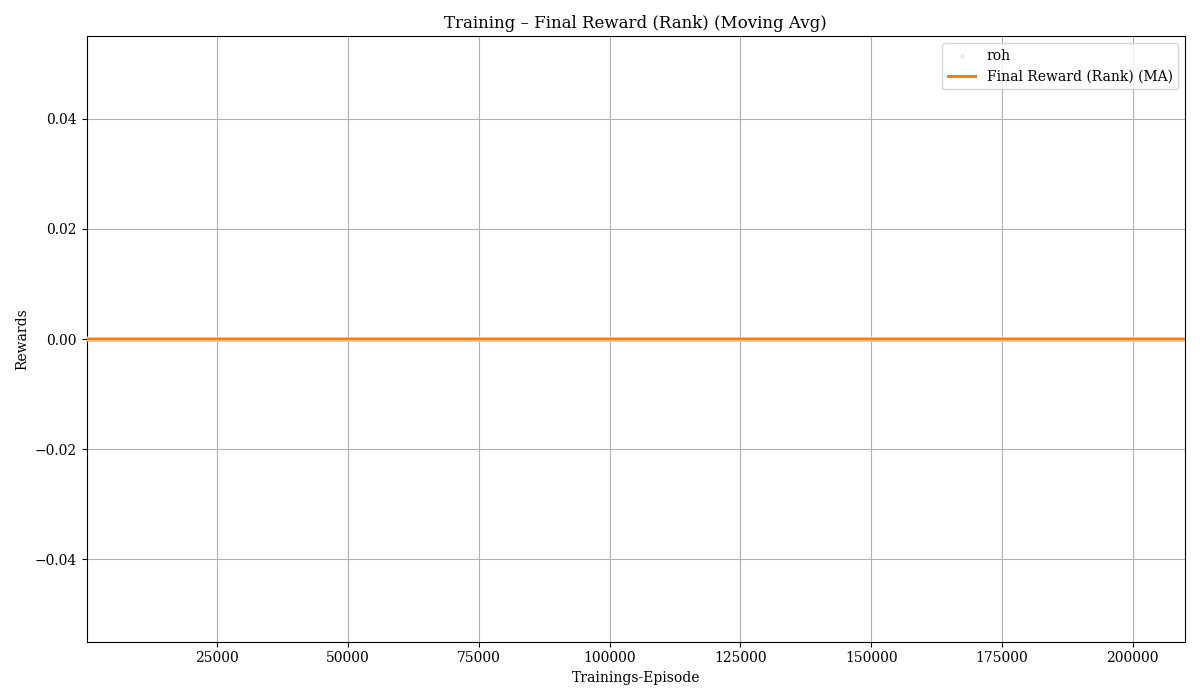 Training – Final Reward (Rank) (Moving Avg)
roh
Final Reward (Rank) (MA)
0.04
0.02
0.00
−0.02
−0.04
Rewards
25000 50000 75000 100000 125000 150000 175000 200000
Trainings-Episode